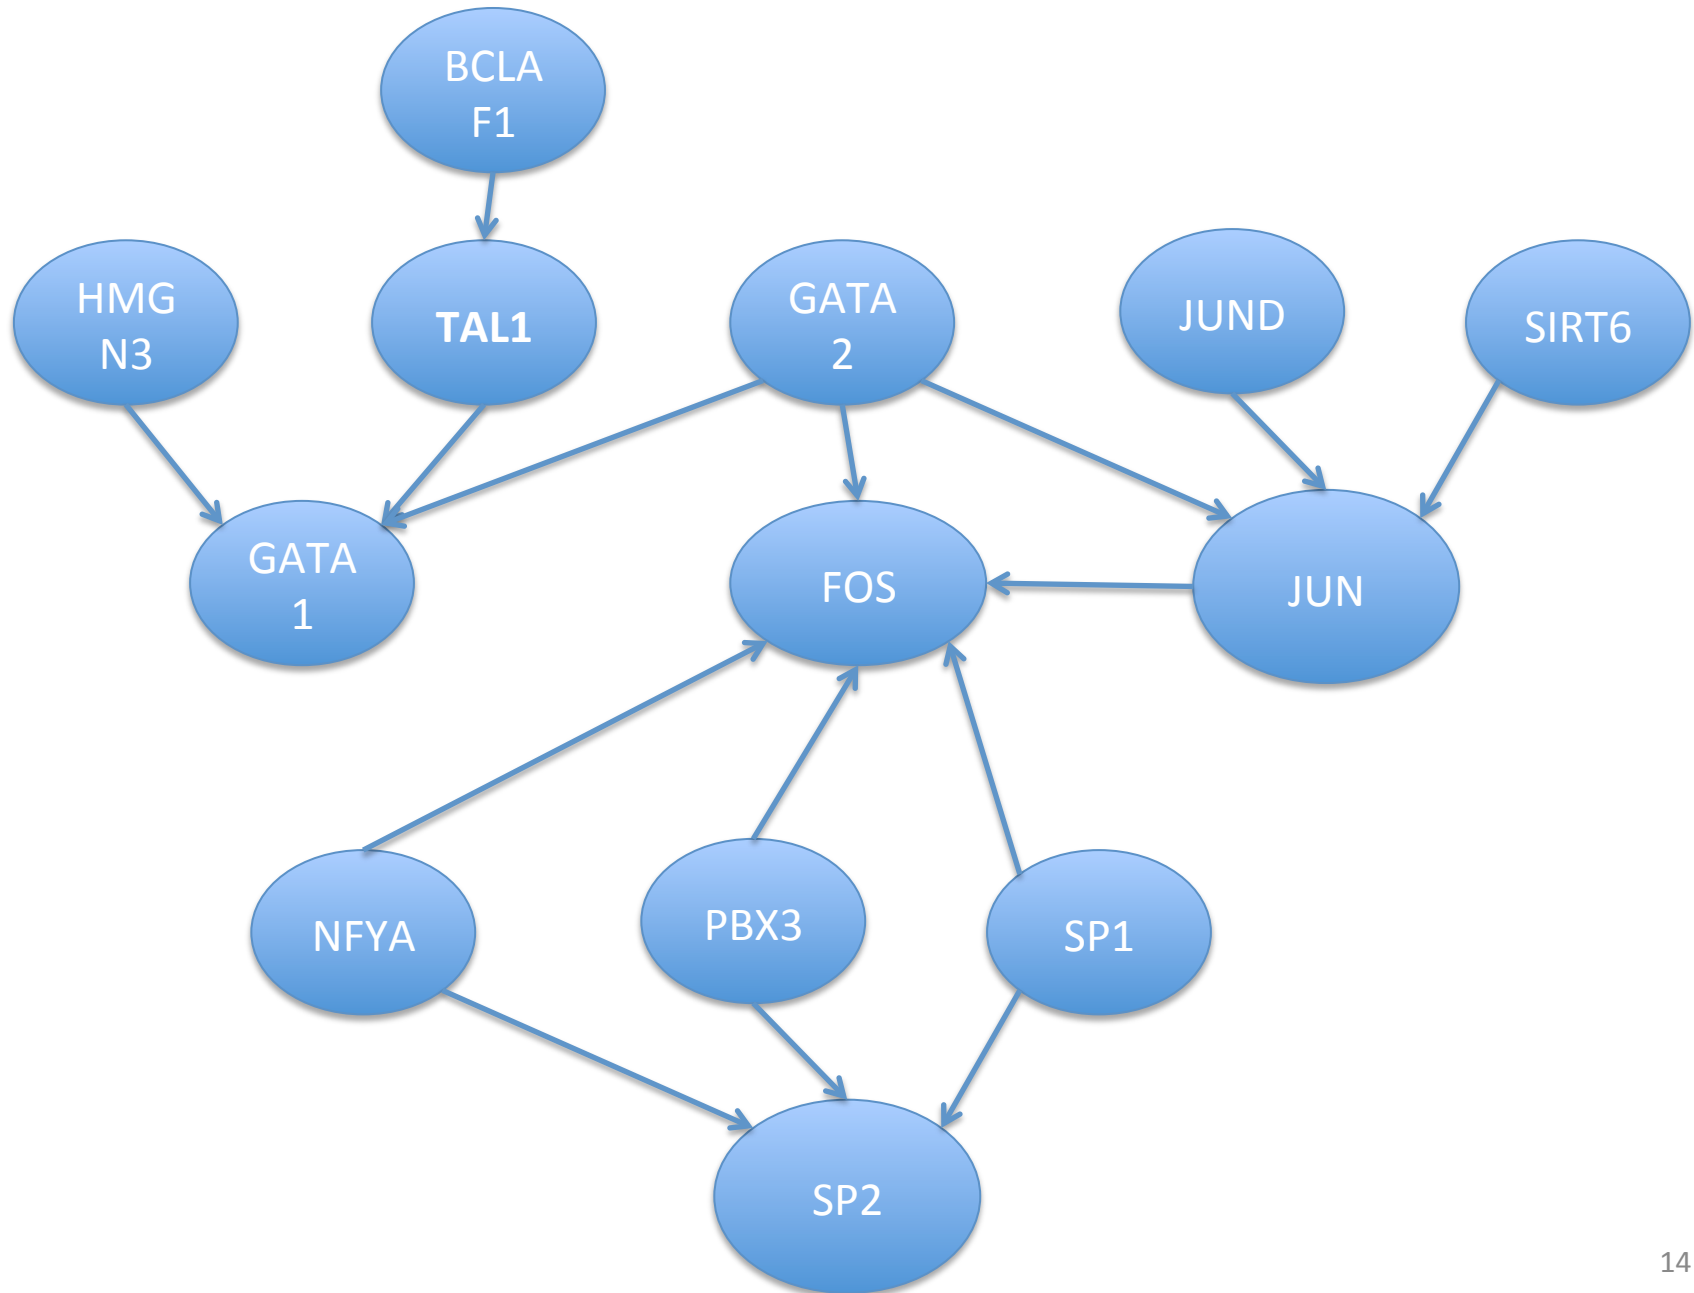 BCLA
F1
HMG
N3
TAL1
GATA
2
JUND
SIRT6
GATA
1
FOS
JUN
NFYA
PBX3
SP1
SP2
14